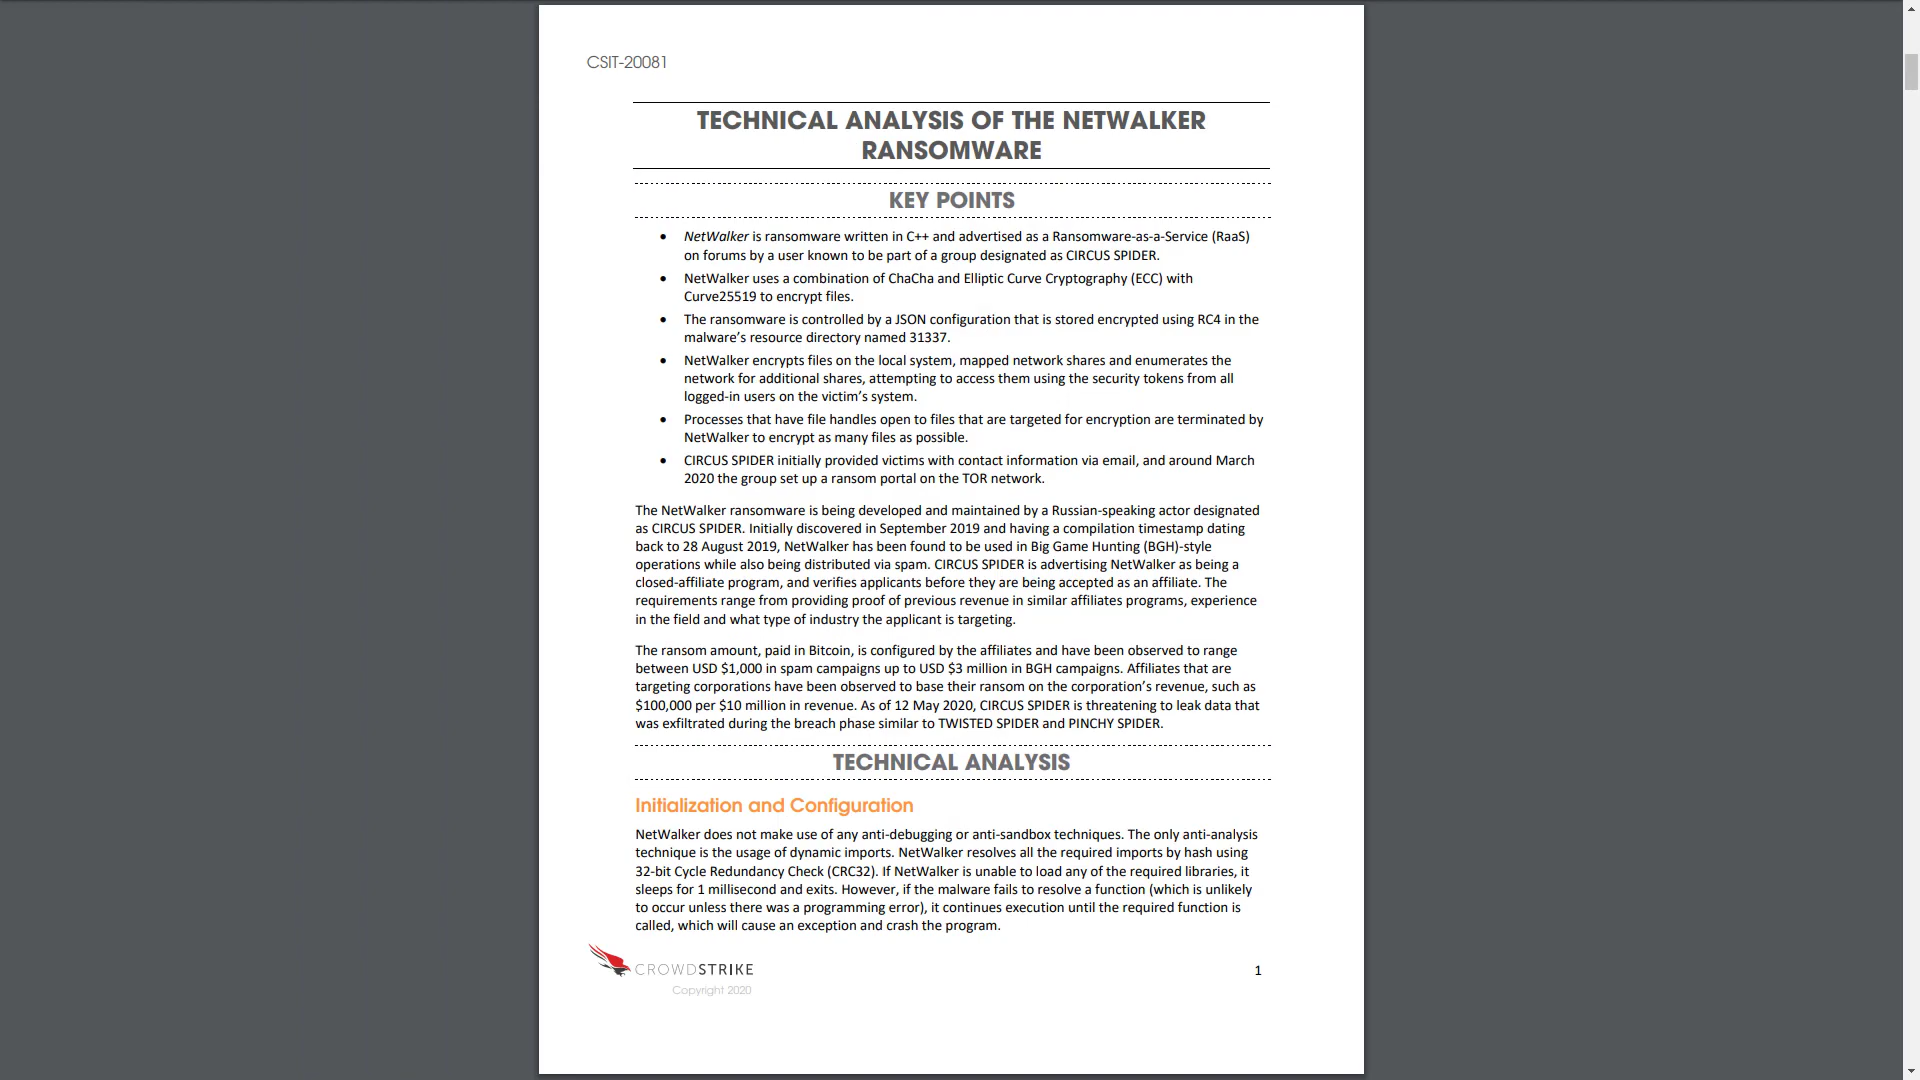 CSIT-20081
TECHNICAL ANALYSIS OF THE NETWALKER
RANSOMWARE
KEY POINTS
• NetWalker is ransomware written in C++ and advertised as a Ransomware-as-a-Service (RaaS)
on forums by a user known to be part of a group designated as CIRCUS SPIDER.
• NetWalker uses a combination of ChaCha and Elliptic Curve Cryptography (ECC) with
Curve25519 to encrypt files.
• The ransomware is controlled by a JSON configuration that is stored encrypted using RC4 in the
malware's resource directory named 31337.
• NetWalker encrypts files on the local system, mapped network shares and enumerates the
network for additional shares, attempting to access them using the security tokens from all
logged-in users on the victim's system.
• Processes that have file handles open to files that are targeted for encryption are terminated by
NetWalker to encrypt as many files as possible.
• CIRCUS SPIDER initially provided victims with contact information via email, and around March
2020 the group set up a ransom portal on the TOR network.
The NetWalker ransomware is being developed and maintained by a Russian-speaking actor designated
as CIRCUS SPIDER. Initially discovered in September 2019 and having a compilation timestamp dating
back to 28 August 2019, NetWalker has been found to be used in Big Game Hunting (BGH)-style
operations while also being distributed via spam. CIRCUS SPIDER is advertising NetWalker as being a
closed-affiliate program, and verifies applicants before they are being accepted as an affiliate. The
requirements range from providing proof of previous revenue in similar affiliates programs, experience
in the field and what type of industry the applicant is targeting.
The ransom amount, paid in Bitcoin, is configured by the affiliates and have been observed to range
between USD $1,000 in spam campaigns up to USD $3 million in BGH campaigns. Affiliates that are
targeting corporations have been observed to base their ransom on the corporation's revenue, such as
$100,000 per $10 million in revenue. As of 12 May 2020, CIRCUS SPIDER is threatening to leak data that
was exfiltrated during the breach phase similar to TWISTED SPIDER and PINCHY SPIDER.
TECHNICAL ANALYSIS
Initialization and Configuration
NetWalker does not make use of any anti-debugging or anti-sandbox techniques. The only anti-analysis
technique is the usage of dynamic imports. NetWalker resolves all the required imports by hash using
32-bit Cycle Redundancy Check (CRC32). If NetWalker is unable to load any of the required libraries, it
sleeps for 1 millisecond and exits. However, if the malware fails to resolve a function (which is unlikely
to occur unless there was a programming error), it continues execution until the required function is
called, which will cause an exception and crash the program.
CROWDSTRIKE
1
Copyright 2020